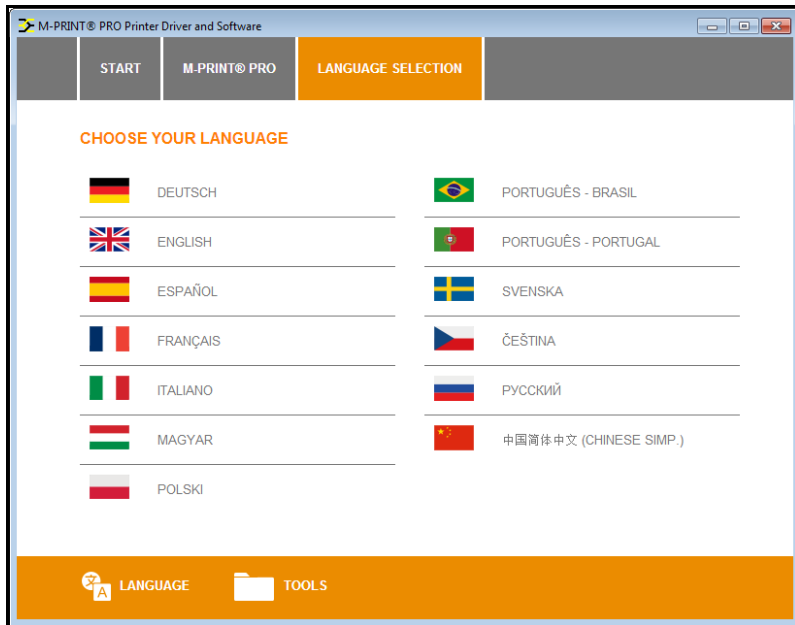 M-PRINT® PRO Printer Driver and Software
START
M-PRINT® PRO
LANGUAGE SELECTION
CHOOSE YOUR LANGUAGE
DEUTSCH
ENGLISH
ESPAÑOL
FRANÇAIS
ITALIANO
MAGYAR
POLSKI
PORTUGUÊS - BRASIL
PORTUGUÊS - PORTUGAL
SVENSKA
ČEŠTINA
РУССКИЙ
中国简体中文 (CHINESE SIMP.)
文
A
LANGUAGE
TOOLS